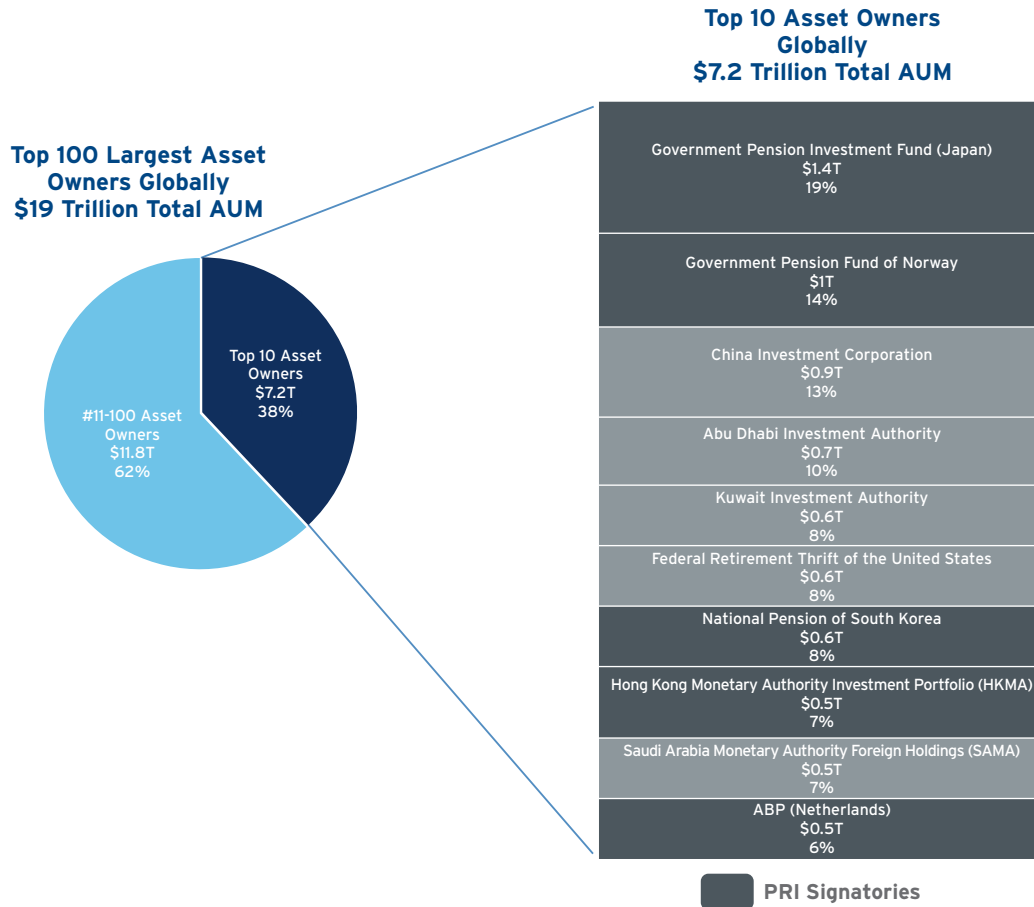 Top 10 Asset Owners
Globally
$7.2 Trillion Total AUM
Top 100 Largest Asset
Owners Globally
$19 Trillion Total AUM
Top 10 Asset
Owners
$7.2T
38%
#11-100 Asset
Owners
$11.8T
62%
Government Pension Investment Fund (Japan)
$1.4T
19%
Government Pension Fund of Norway
$1T
14%
China Investment Corporation
$0.9T
13%
Abu Dhabi Investment Authority
$0.7T
10%
Kuwait Investment Authority
$0.6T
8%
Federal Retirement Thrift of the United States
$0.6T
8%
National Pension of South Korea
$0.6T
8%
Hong Kong Monetary Authority Investment Portfolio (HKMA)
$0.5T
7%
Saudi Arabia Monetary Authority Foreign Holdings (SAMA)
$0.5T
7%
ABP (Netherlands)
$0.5T
6%
PRI Signatories